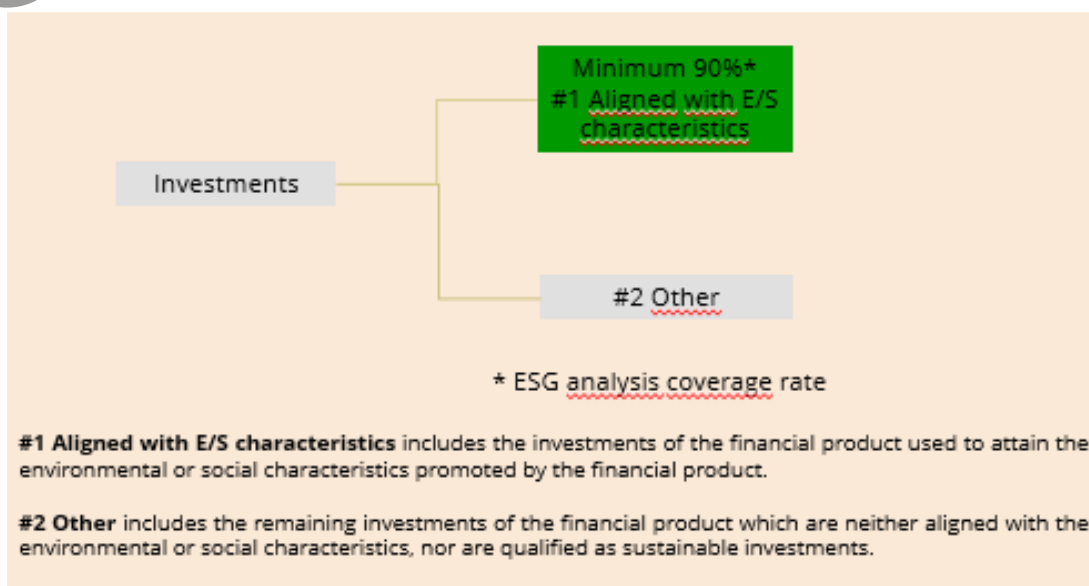 Minimum 90%*
#1 Aligned with E/S
characteristics
Investments
#2 Other
* ESG analysis coverage rate
#1 Aligned with E/S characteristics includes the investments of the financial product used to attain the
environmental or social characteristics promoted by the financial product.
#2 Other includes the remaining investments of the financial product which are neither aligned with the
environmental or social characteristics, nor are qualified as sustainable investments.